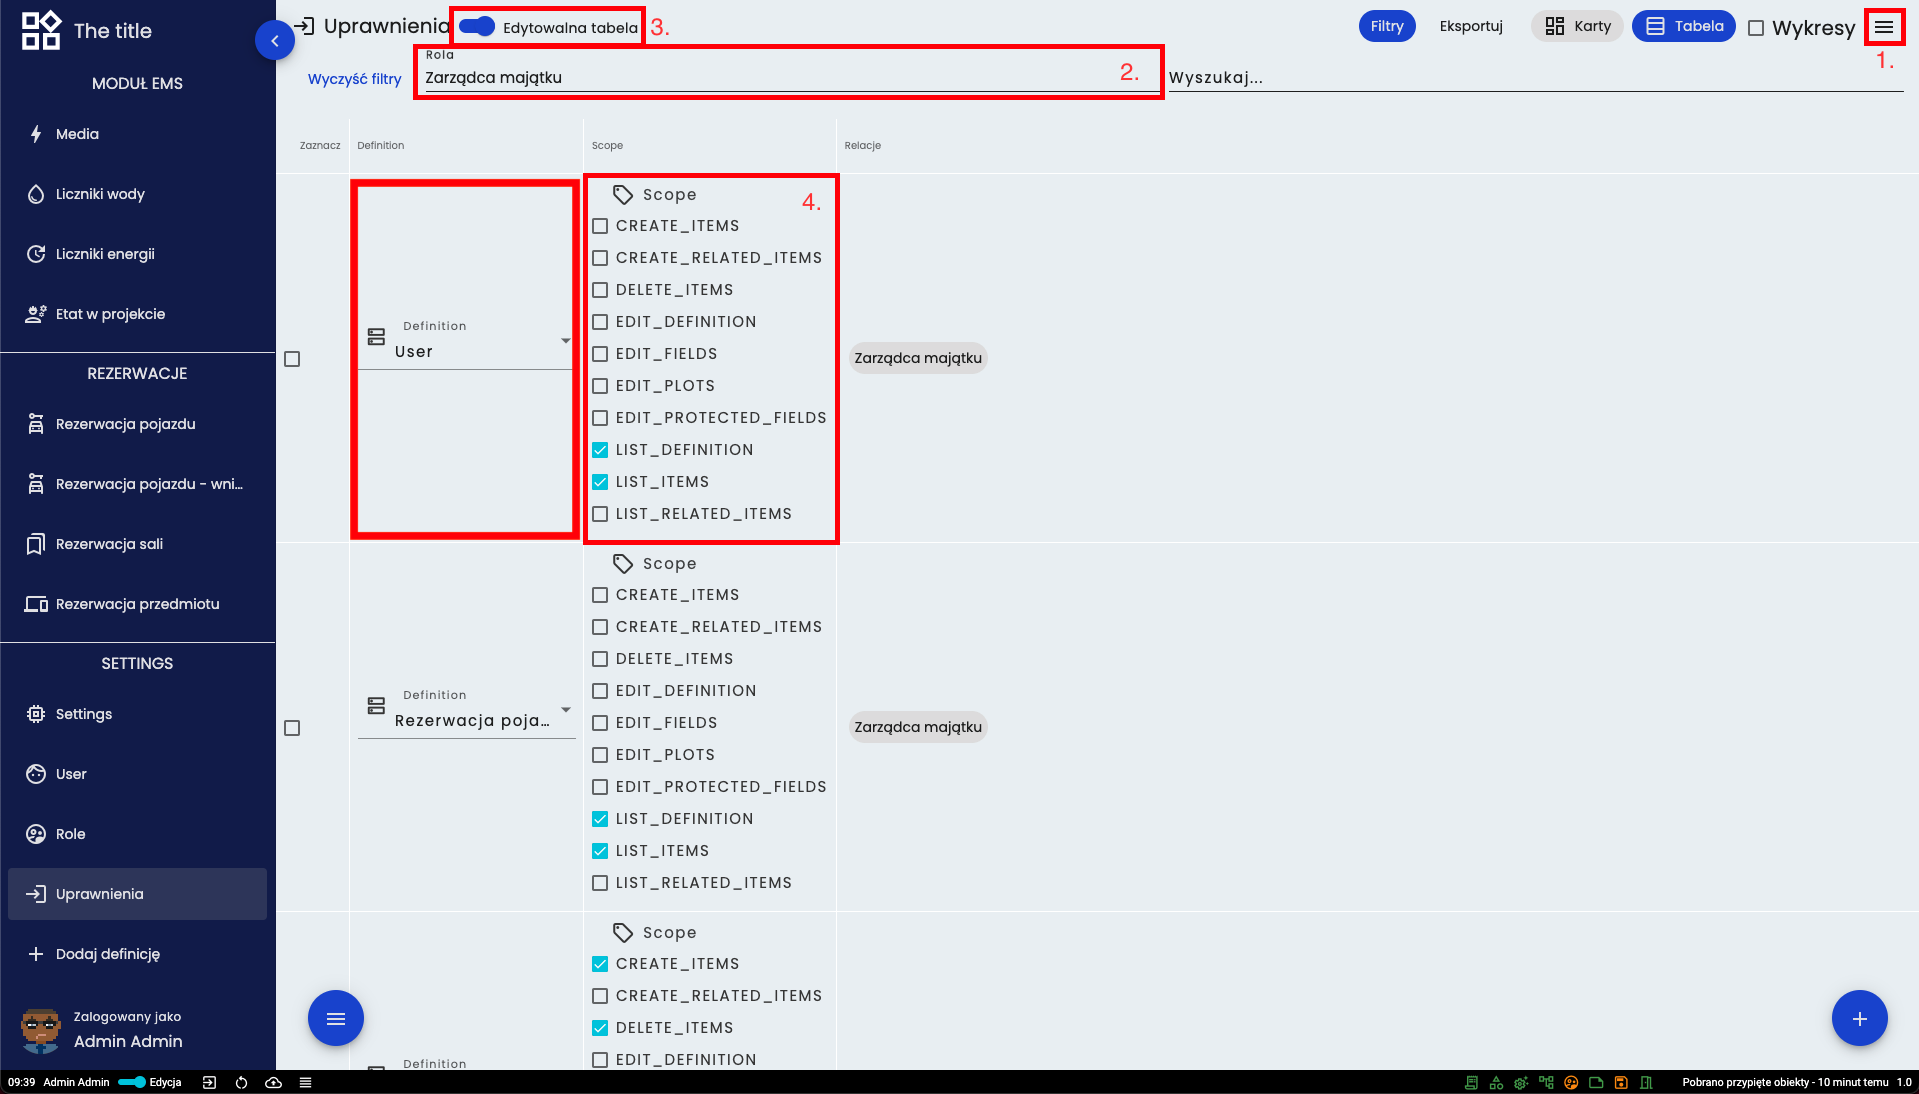 The title
MODUŁ EMS
Media
Liczniki wody
Liczniki energii
Etat w projekcie
REZERWACJE
Rezerwacja pojazdu
Rezerwacja pojazdu - wni...
Rezerwacja sali
Rezerwacja przedmiotu
SETTINGS
Settings
User
Role
Uprawnienia
Dodaj definicję
Zalogowany jako
Admin Admin
Uprawnienia
Edytowalna tabela
3.
Filtry
Eksportuj
Karty
Tabela
Wykresy
1.
Wyczyść filtry
Rola
Zarządca majątku
2.
Wyszukaj...
Zaznacz
Definition
Scope
Relacje
Definition
User
Scope
4.
CREATE_ITEMS
CREATE_RELATED_ITEMS
DELETE_ITEMS
EDIT_DEFINITION
EDIT_FIELDS
EDIT_PLOTS
EDIT_PROTECTED_FIELDS
LIST_DEFINITION
LIST_ITEMS
LIST_RELATED_ITEMS
Zarządca majątku
Definition
Rezerwacja poja...
Scope
CREATE_ITEMS
CREATE_RELATED_ITEMS
DELETE_ITEMS
EDIT_DEFINITION
EDIT_FIELDS
EDIT_PLOTS
EDIT_PROTECTED_FIELDS
LIST_DEFINITION
LIST_ITEMS
LIST_RELATED_ITEMS
Zarządca majątku
Definition
Scope
CREATE_ITEMS
CREATE_RELATED_ITEMS
DELETE_ITEMS
EDIT_DEFINITION
09:39 Admin Admin Edycja
Pobrano przypięte obiekty - 10 minut temu 1.0